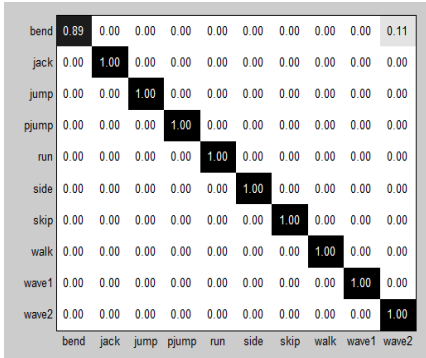 bend 0.89 0.00 0.00 0.00 0.00 0.00 0.00 0.00 0.00 0.11
jack 0.00 1.00 0.00 0.00 0.00 0.00 0.00 0.00 0.00 0.00
jump 0.00 0.00 1.00 0.00 0.00 0.00 0.00 0.00 0.00 0.00
pjump 0.00 0.00 0.00 1.00 0.00 0.00 0.00 0.00 0.00 0.00
run 0.00 0.00 0.00 0.00 1.00 0.00 0.00 0.00 0.00 0.00
side 0.00 0.00 0.00 0.00 0.00 1.00 0.00 0.00 0.00 0.00
skip 0.00 0.00 0.00 0.00 0.00 0.00 1.00 0.00 0.00 0.00
walk 0.00 0.00 0.00 0.00 0.00 0.00 0.00 1.00 0.00 0.00
wave1 0.00 0.00 0.00 0.00 0.00 0.00 0.00 0.00 1.00 0.00
wave2 0.00 0.00 0.00 0.00 0.00 0.00 0.00 0.00 0.00 1.00
bend jack jump pjump run side skip walk wave1 wave2